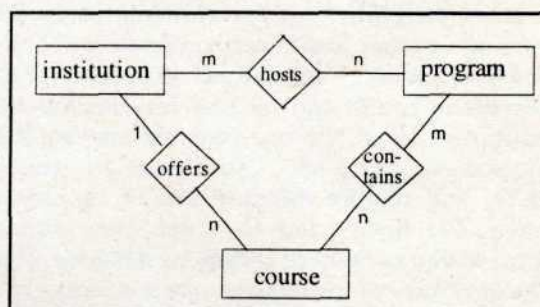 institution
m
hosts
n
program
1
offers
n
con-
tains
m
n
course